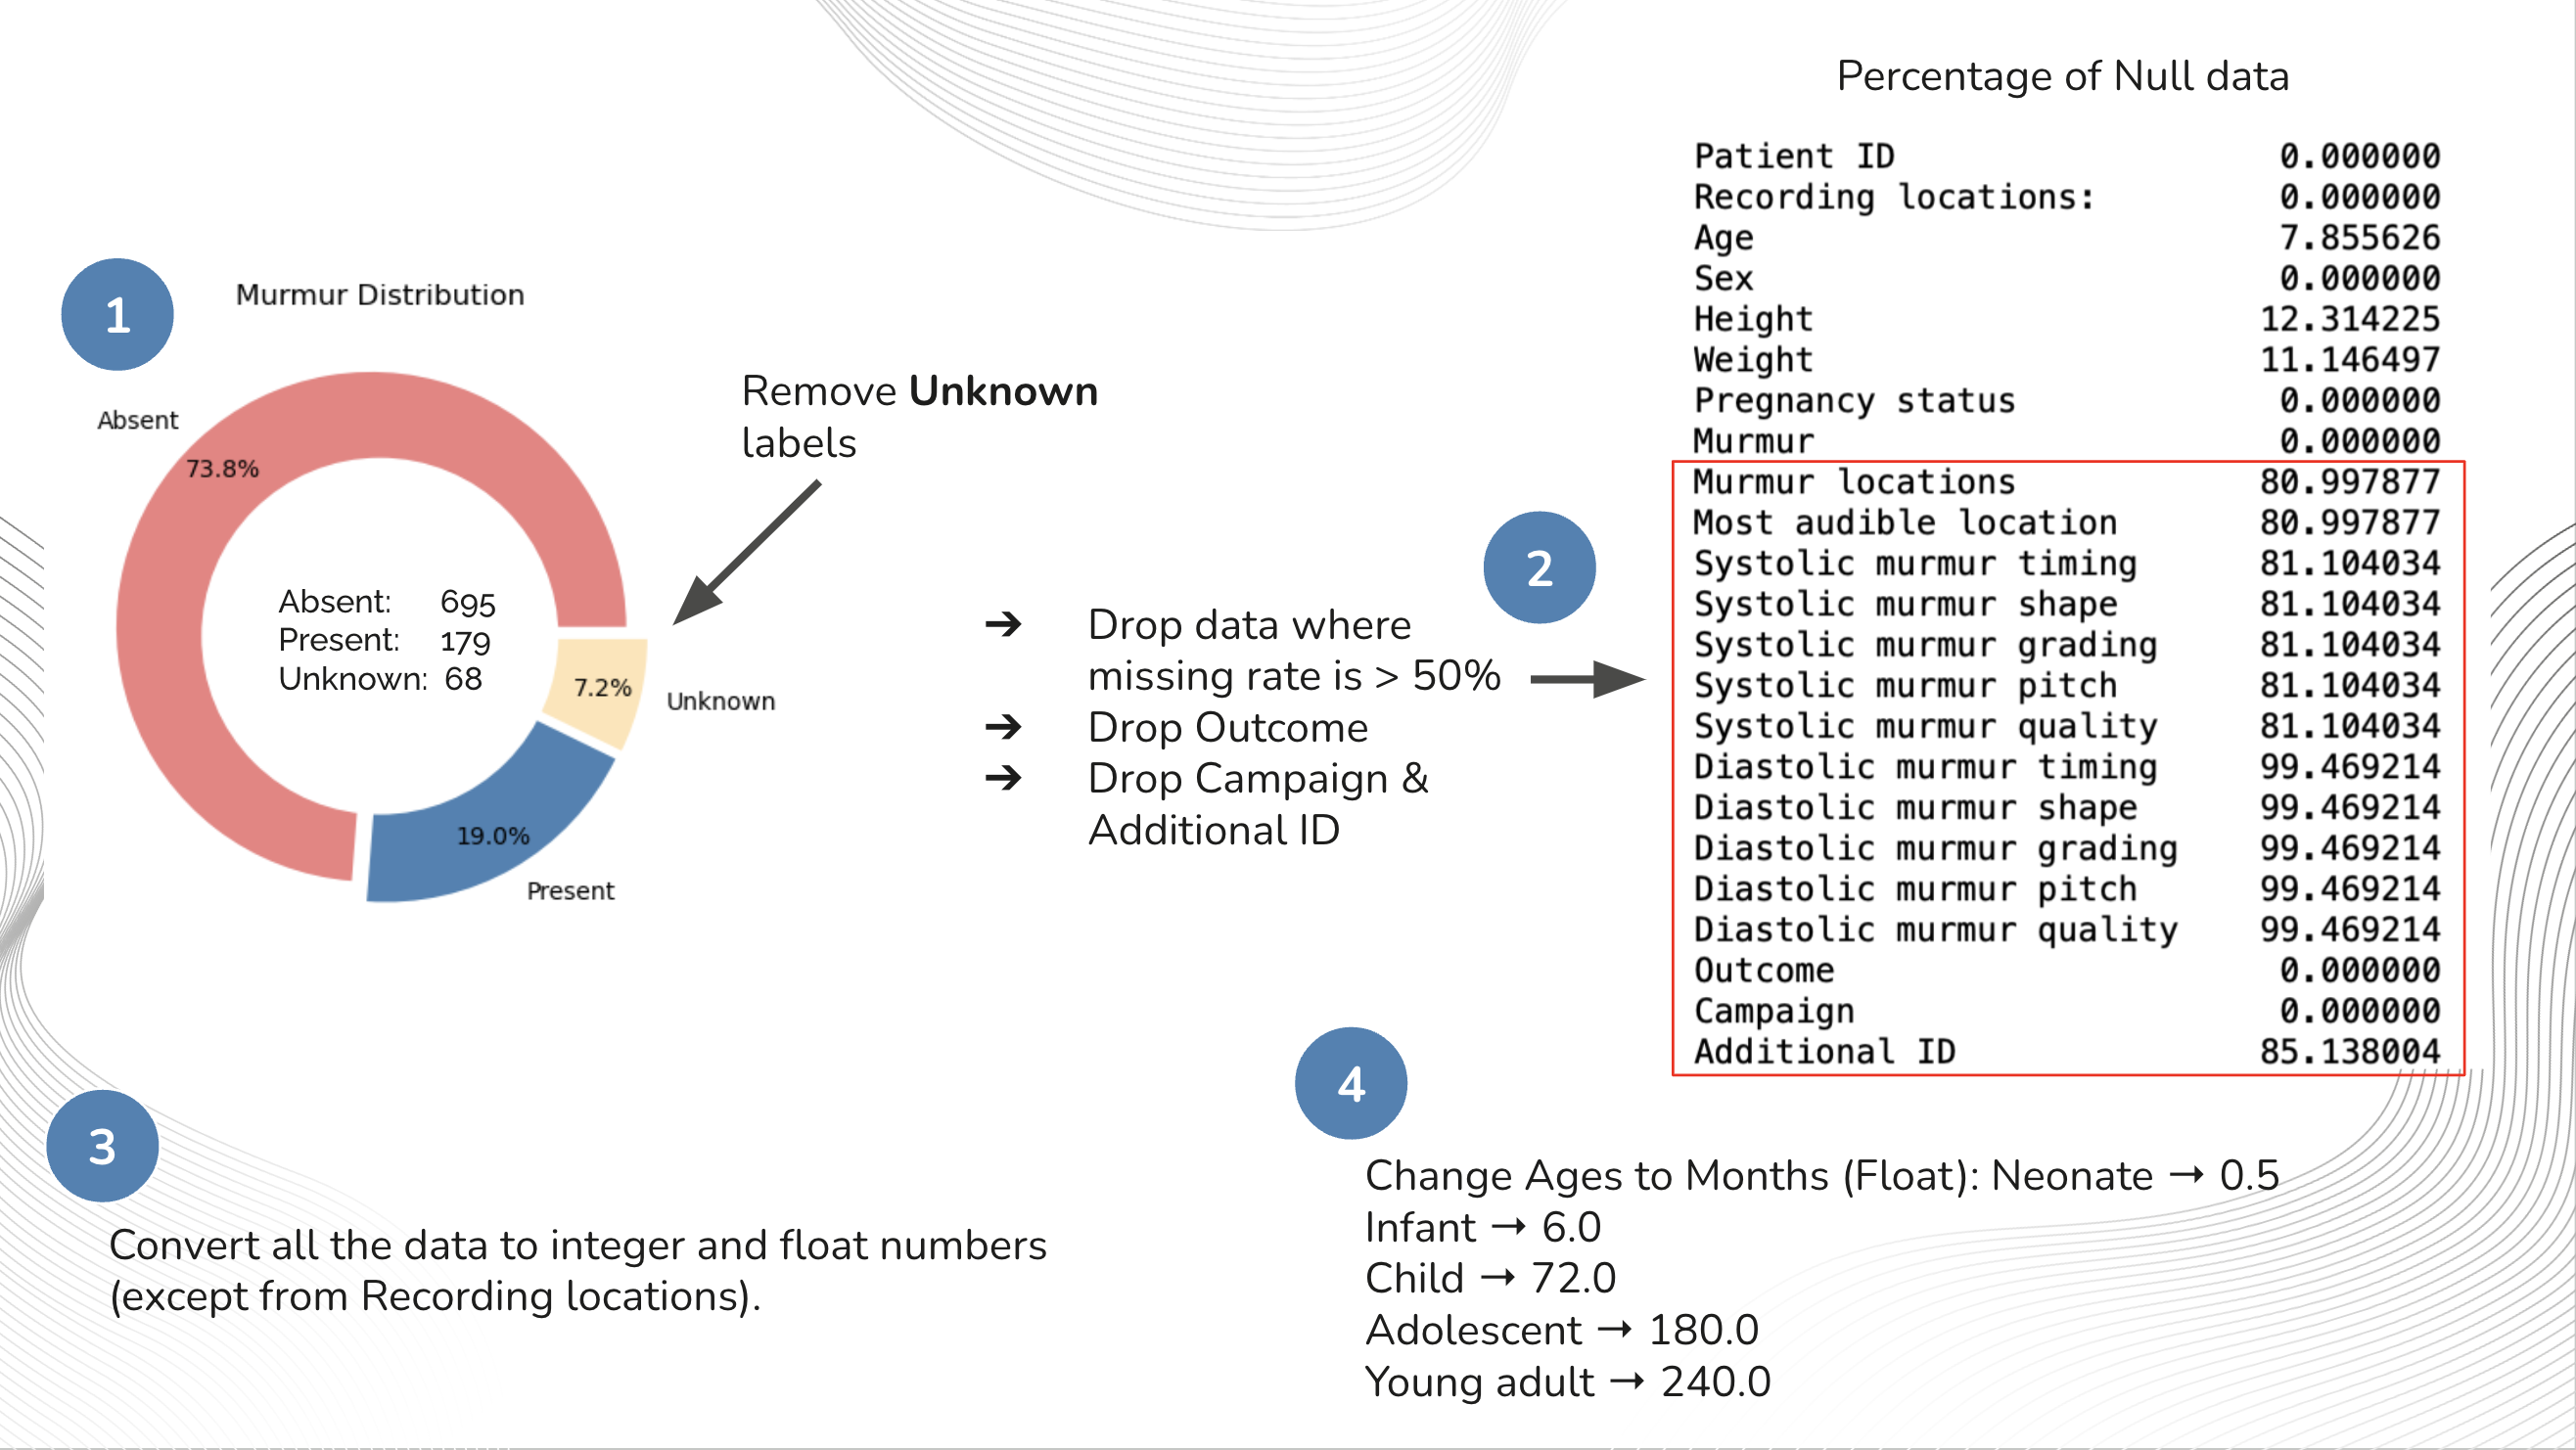 1
Murmur Distribution
Absent
73.8%
Absent: 695
Present: 179
Unknown: 68
7.2%
Unknown
19.0%
Present
Remove Unknown
labels
2
➔ Drop data where
missing rate is > 50%
➔ Drop Outcome
➔ Drop Campaign &
Additional ID
Percentage of Null data
Patient ID 0.000000
Recording locations: 0.000000
Age 7.855626
Sex 0.000000
Height 12.314225
Weight 11.146497
Pregnancy status 0.000000
Murmur 0.000000
Murmur locations 80.997877
Most audible location 80.997877
Systolic murmur timing 81.104034
Systolic murmur shape 81.104034
Systolic murmur grading 81.104034
Systolic murmur pitch 81.104034
Systolic murmur quality 81.104034
Diastolic murmur timing 99.469214
Diastolic murmur shape 99.469214
Diastolic murmur grading 99.469214
Diastolic murmur pitch 99.469214
Diastolic murmur quality 99.469214
Outcome 0.000000
Campaign 0.000000
Additional ID 85.138004
3
Convert all the data to integer and float numbers
(except from Recording locations).
4
Change Ages to Months (Float): Neonate → 0.5
Infant → 6.0
Child → 72.0
Adolescent → 180.0
Young adult → 240.0